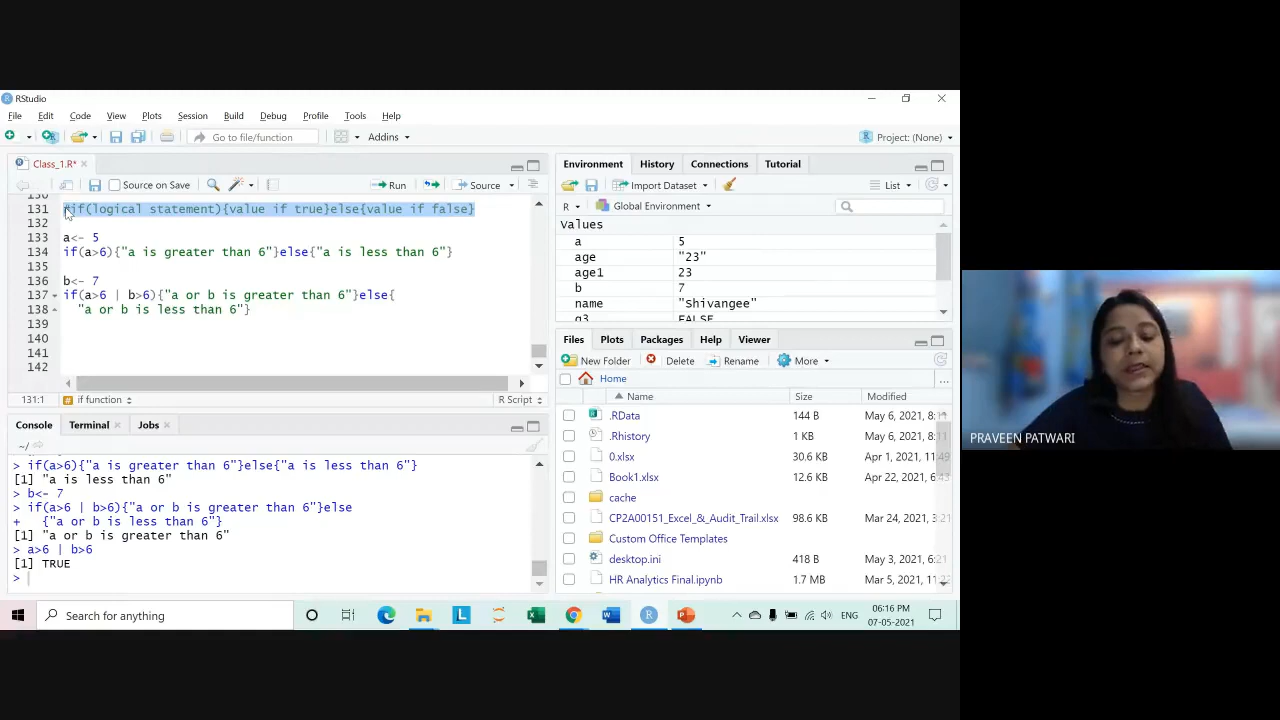 RStudio
File Edit Code View Plots Session Build Debug Profile Tools Help
Go to file/function Addins Project: (None)
Class_1.R*
Source on Save Run Source
130
131 #if(logical statement){value if true}else{value if false}
132
133 a<- 5
134 if(a>6){"a is greater than 6"}else{"a is less than 6"}
135
136 b<- 7
137 if(a>6 | b>6){"a or b is greater than 6"}else{
138 "a or b is less than 6"}
139
140
141
142
131:1 # if function R Script
Console Terminal Jobs
~/
> if(a>6){"a is greater than 6"}else{"a is less than 6"}
[1] "a is less than 6"
> b<- 7
> if(a>6 | b>6){"a or b is greater than 6"}else
+ {"a or b is less than 6"}
[1] "a or b is greater than 6"
> a>6 | b>6
[1] TRUE
>
Environment History Connections Tutorial
Import Dataset List
R Global Environment
Values
a 5
age "23"
age1 23
b 7
name "Shivangee"
q3 FALSE
Files Plots Packages Help Viewer
New Folder Delete Rename More
Home ...
Name Modified
.RData 144 B May 6, 2021, 8:11
.Rhistory 1 KB May 6, 2021, 8:11
0.xlsx 30.6 KB Apr 1, 2021, 11:49
Book1.xlsx 12.6 KB Apr 22, 2021, 6:43
cache
CP2A00151_Excel_&_Audit_Trail.xlsx 98.6 KB Mar 24, 2021, 3:21
Custom Office Templates
desktop.ini 418 B May 3, 2021, 6:21
HR Analytics Final.ipynb 1.7 MB Mar 5, 2021,
Search for anything
ENG
06:16 PM
07-05-2021
PRAVEEN PATWARI